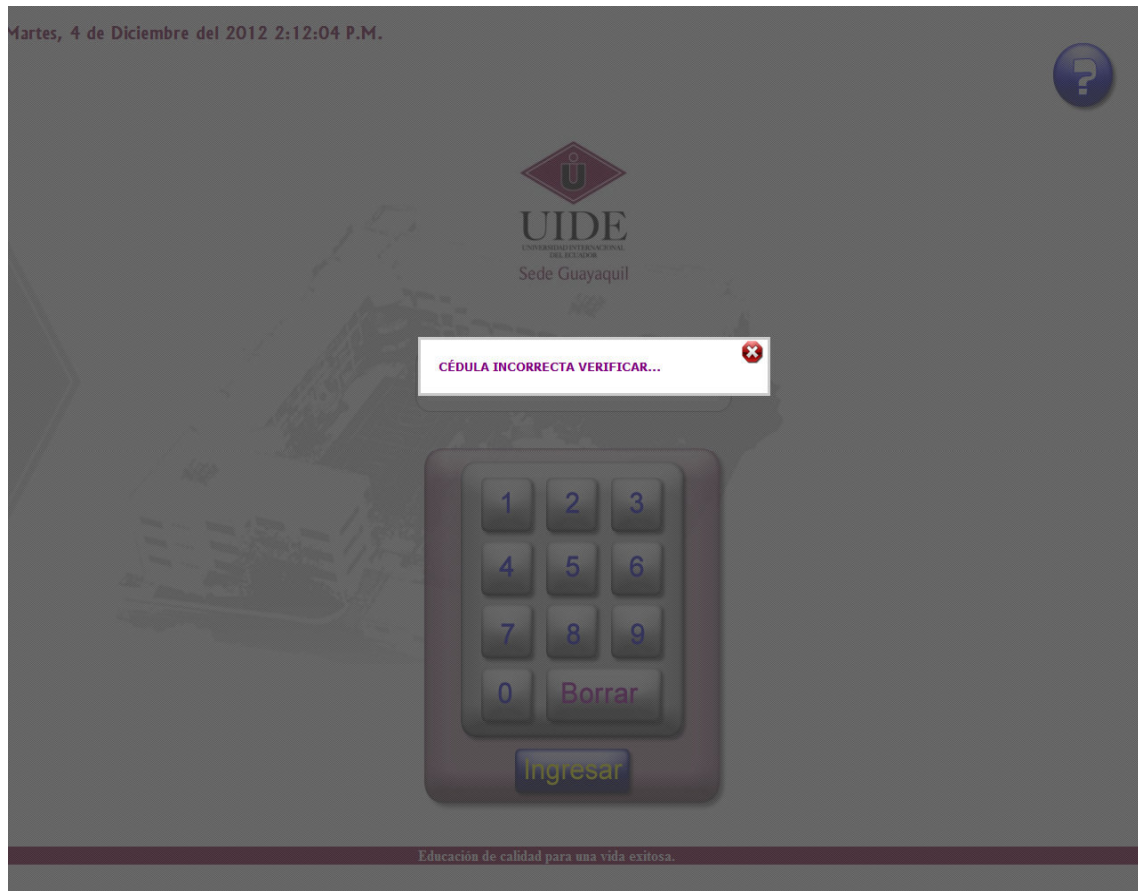 Martes, 4 de Diciembre del 2012 2:12:04 P.M.
?
Ü
UIDE
UNIVERSIDAD INTERNACIONAL
DEL ECUADOR
Sede Guayaquil
CÉDULA INCORRECTA VERIFICAR...
1 2 3
4 5 6
7 8 9
0 Borrar
Ingresar
Educación de calidad para una vida exitosa.